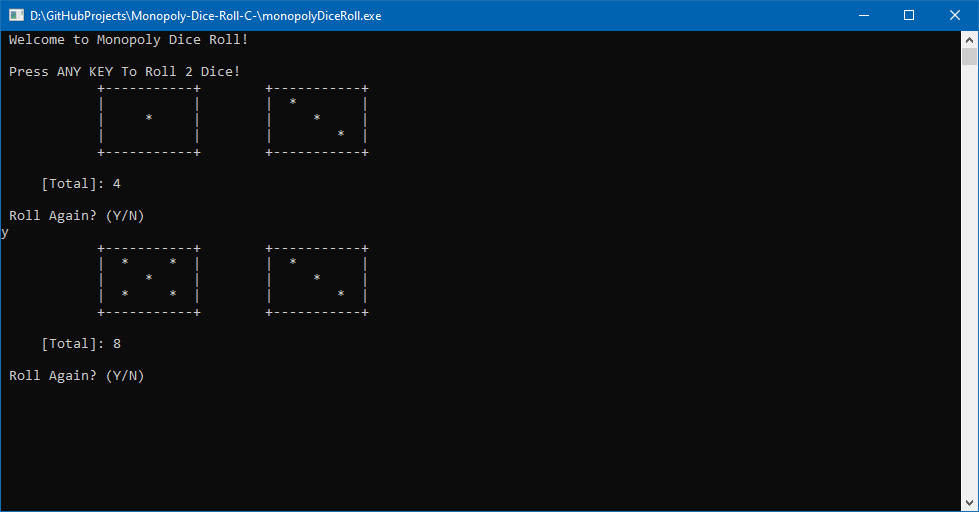 D:\GitHubProjects\Monopoly-Dice-Roll-C-\monopolyDiceRoll.exe
Welcome to Monopoly Dice Roll!
Press ANY KEY To Roll 2 Dice!
            +-----------+        +-----------+
            |           |        |  *        |
            |     *     |        |     *     |
            |           |        |        *  |
            +-----------+        +-----------+
[Total]: 4
Roll Again? (Y/N)
y
            +-----------+        +-----------+
            |  *     *  |        |  *        |
            |     *     |        |     *     |
            |  *     *  |        |        *  |
            +-----------+        +-----------+
[Total]: 8
Roll Again? (Y/N)